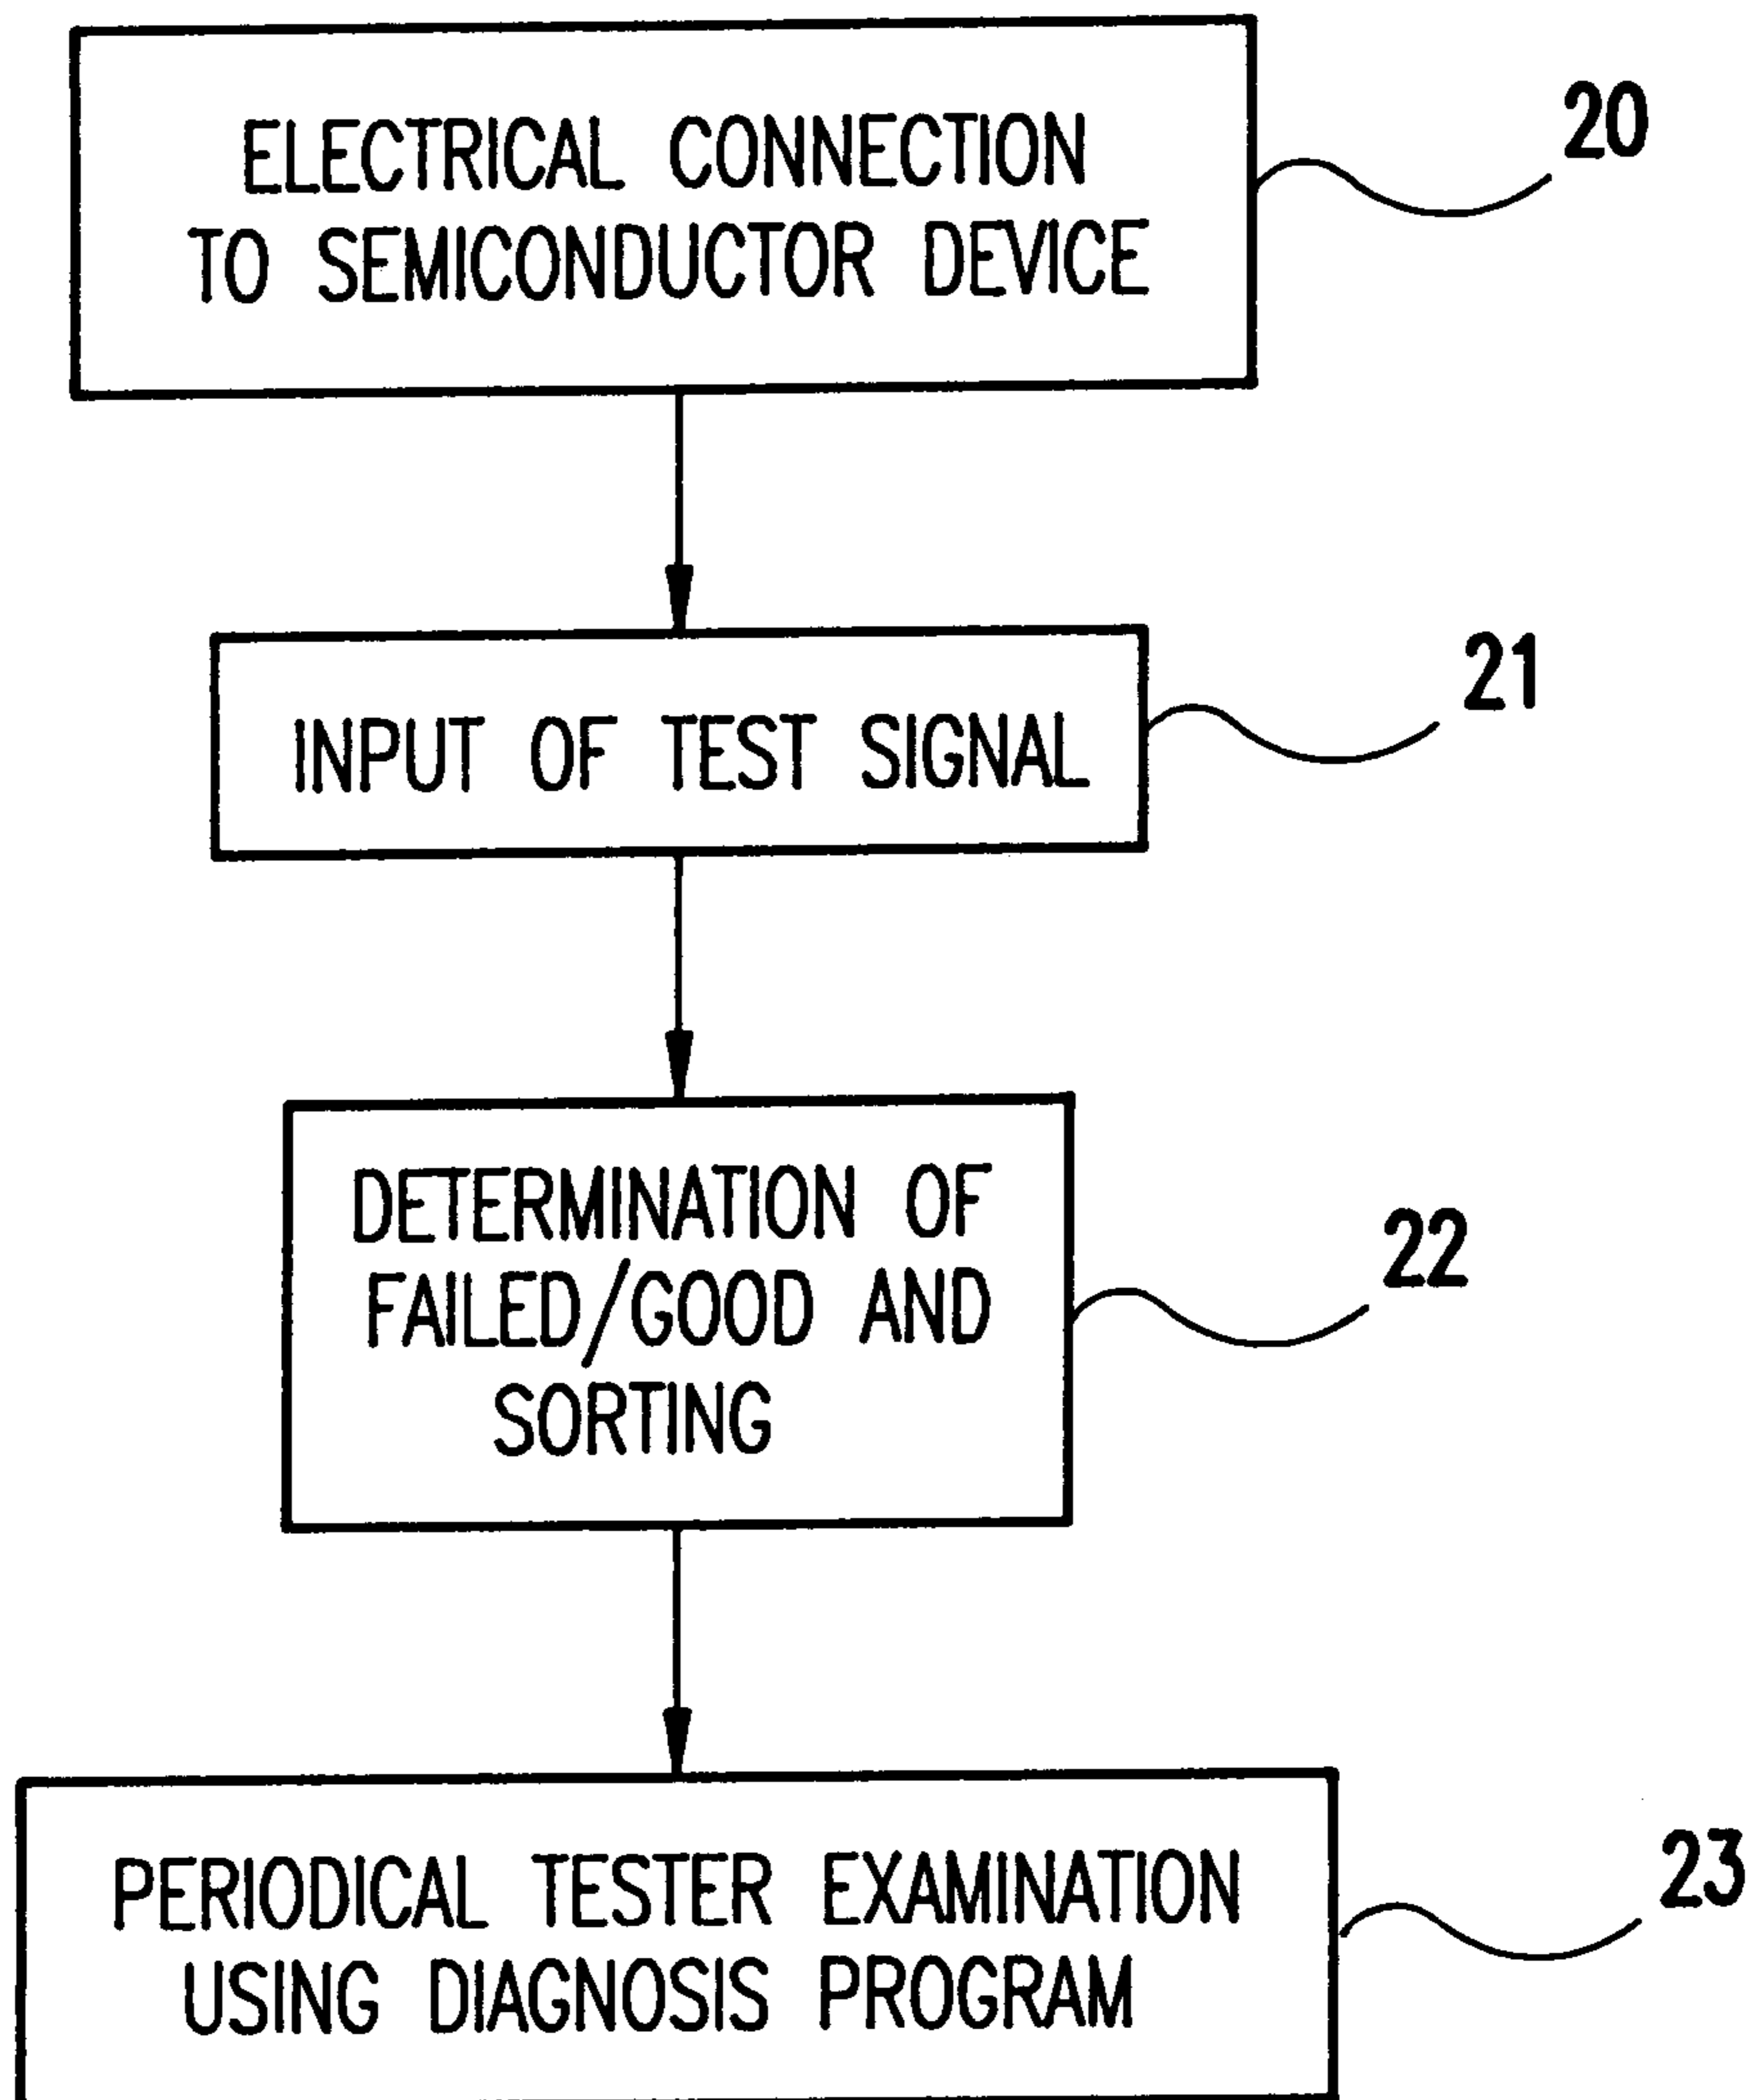 ELECTRICAL CONNECTION
TO SEMICONDUCTOR DEVICE
20
INPUT OF TEST SIGNAL
21
DETERMINATION OF
FAILED/GOOD AND
SORTING
22
PERIODICAL TESTER EXAMINATION
USING DIAGNOSIS PROGRAM
23